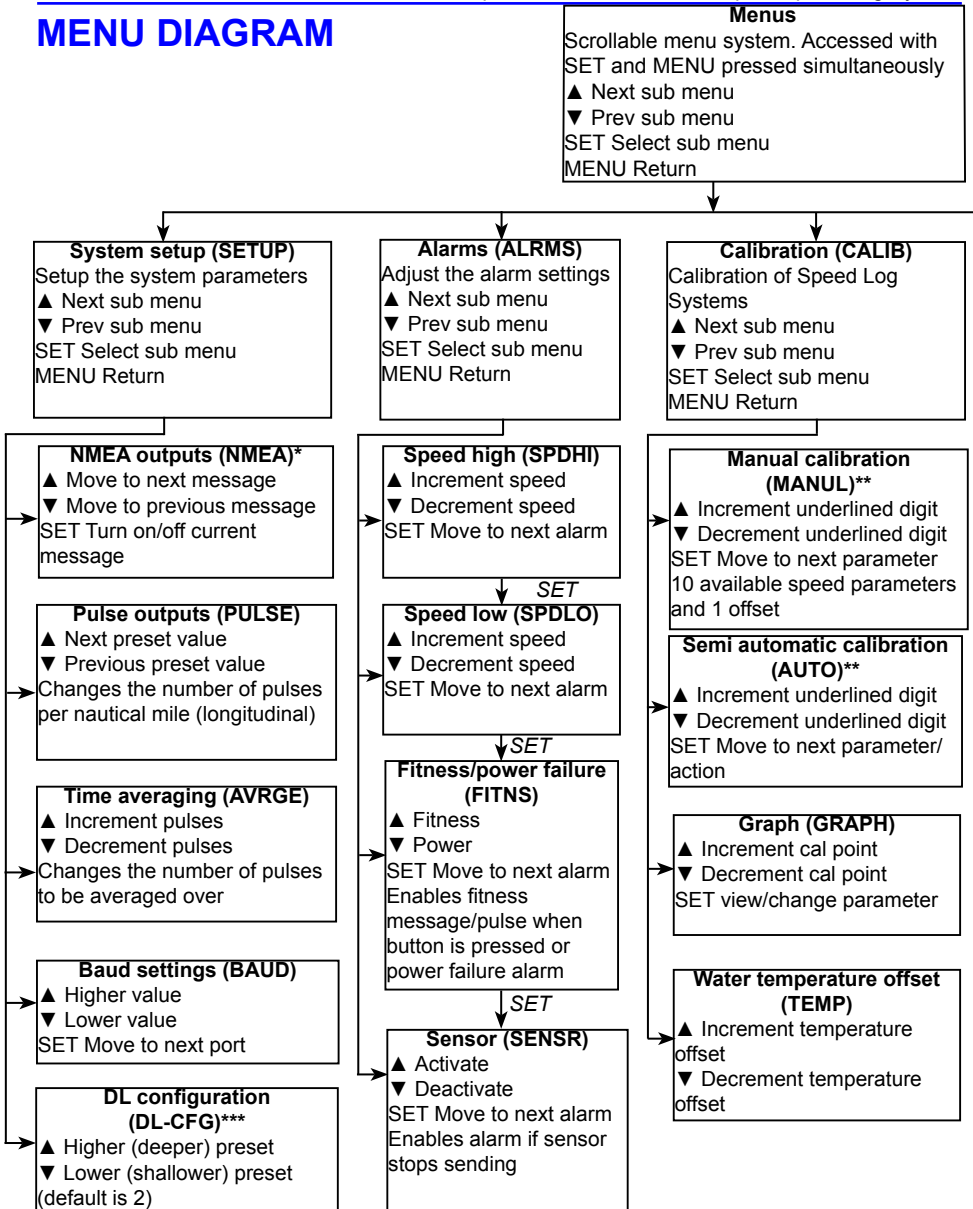 MENU DIAGRAM
Menus
Scrollable menu system. Accessed with
SET and MENU pressed simultaneously
▲ Next sub menu
▼ Prev sub menu
SET Select sub menu
MENU Return
System setup (SETUP)
Setup the system parameters
▲ Next sub menu
▼ Prev sub menu
SET Select sub menu
MENU Return
NMEA outputs (NMEA)*
▲ Move to next message
▼ Move to previous message
SET Turn on/off current
message
Pulse outputs (PULSE)
▲ Next preset value
▼ Previous preset value
Changes the number of pulses
per nautical mile (longitudinal)
Time averaging (AVRGE)
▲ Increment pulses
▼ Decrement pulses
Changes the number of pulses
to be averaged over
Baud settings (BAUD)
▲ Higher value
▼ Lower value
SET Move to next port
DL configuration
(DL-CFG)***
▲ Higher (deeper) preset
▼ Lower (shallower) preset
(default is 2)
Alarms (ALRMS)
Adjust the alarm settings
▲ Next sub menu
▼ Prev sub menu
SET Select sub menu
MENU Return
Speed high (SPDHI)
▲ Increment speed
▼ Decrement speed
SET Move to next alarm
SET
Speed low (SPDLO)
▲ Increment speed
▼ Decrement speed
SET Move to next alarm
SET
Fitness/power failure
(FITNS)
▲ Fitness
▼ Power
SET Move to next alarm
Enables fitness
message/pulse when
button is pressed or
power failure alarm
SET
Sensor (SENSR)
▲ Activate
▼ Deactivate
SET Move to next alarm
Enables alarm if sensor
stops sending
Calibration (CALIB)
Calibration of Speed Log
Systems
▲ Next sub menu
▼ Prev sub menu
SET Select sub menu
MENU Return
Manual calibration
(MANUL)**
▲ Increment underlined digit
▼ Decrement underlined digit
SET Move to next parameter
10 available speed parameters
and 1 offset
Semi automatic calibration
(AUTO)**
▲ Increment underlined digit
▼ Decrement underlined digit
SET Move to next parameter/
action
Graph (GRAPH)
▲ Increment cal point
▼ Decrement cal point
SET view/change parameter
Water temperature offset
(TEMP)
▲ Increment temperature
offset
▼ Decrement temperature
offset